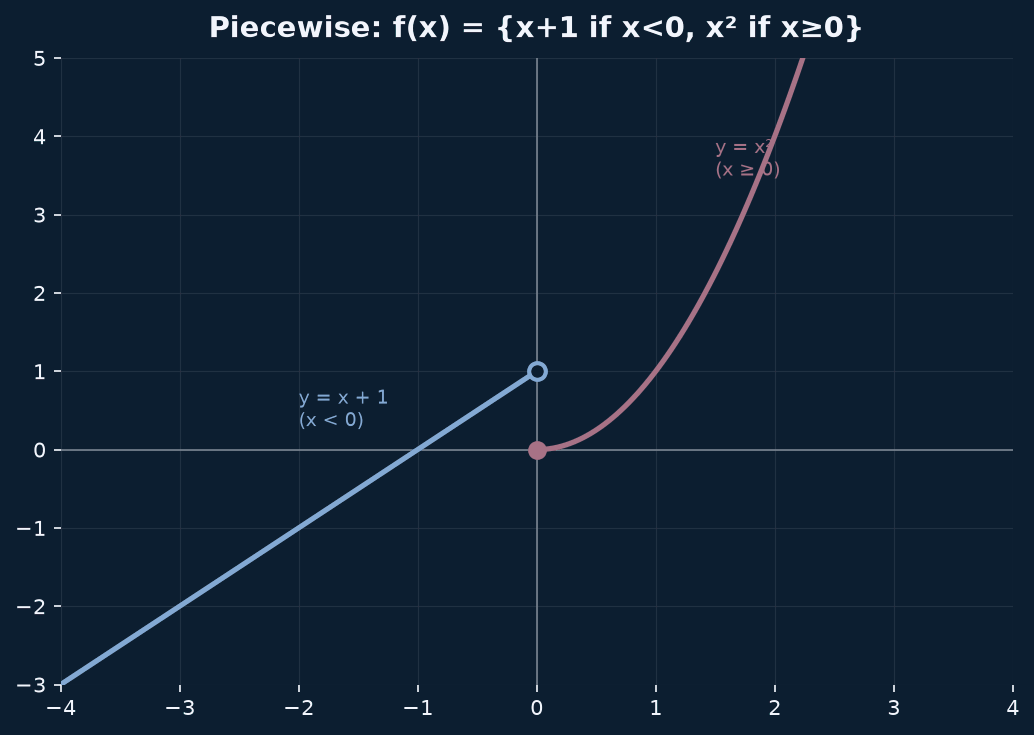 Piecewise: f(x) = {x+1 if x<0, x² if x≥0}
5
4
y = x²
(x ≥ 0)
3
2
1
y = x + 1
(x < 0)
0
−1
−2
−3
−4 −3 −2 −1 0 1 2 3 4